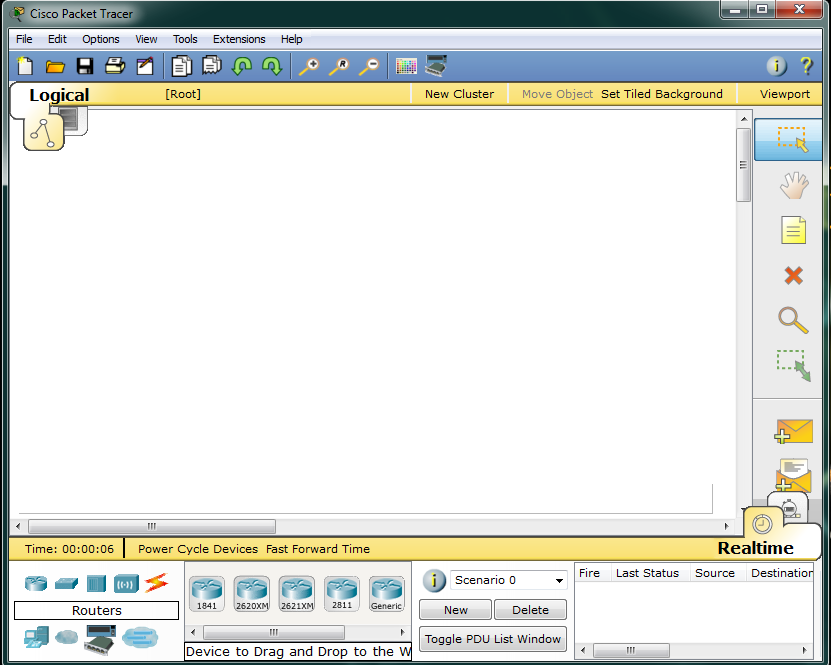 Cisco Packet Tracer
File Edit Options View Tools Extensions Help
R
i ?
Logical [Root] New Cluster Move Object Set Tiled Background Viewport
Time: 00:00:06 Power Cycle Devices Fast Forward Time Realtime
i Scenario 0 Fire Last Status Source Destination
1841 2620XM 2621XM 2811 Generic
Routers New Delete
Toggle PDU List Window
Device to Drag and Drop to the W